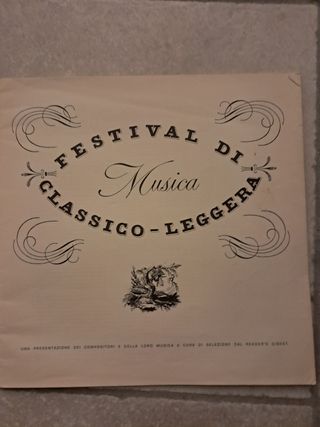 FESTIVAL DI
Musica
CLASSICO-LEGGERA
UNA PRESENTAZIONE DEI COMPOSITORI E DELLA LORO MUSICA A CURA DI SELEZIONE DAL READER'S DIGEST